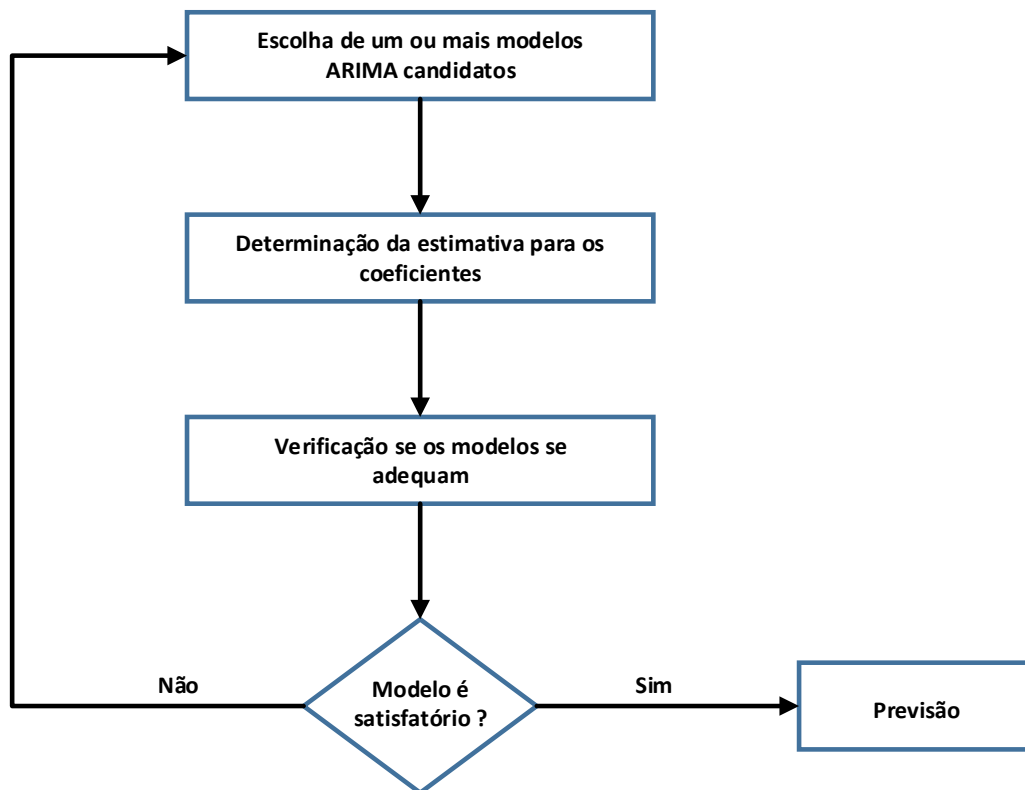 Escolha de um ou mais modelos
ARIMA candidatos
Determinação da estimativa para os
coeficientes
Verificação se os modelos se
adequam
Não
Modelo é
satisfatório ?
Sim
Previsão